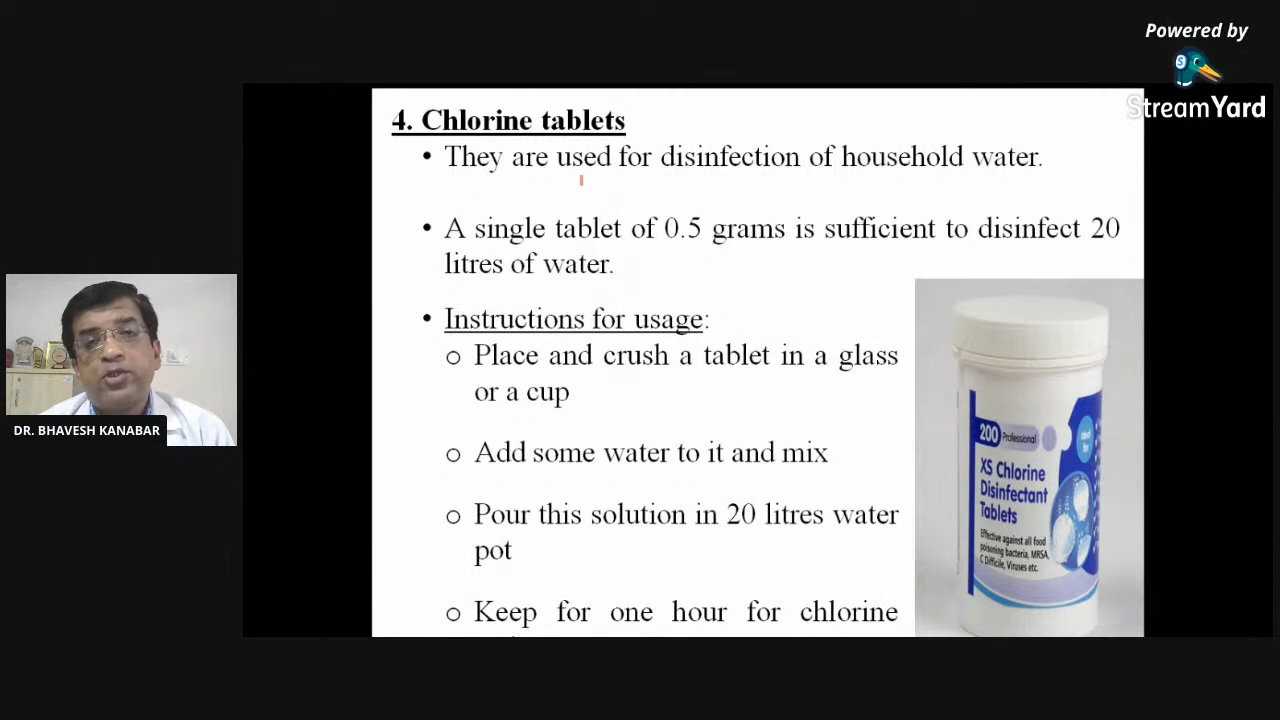 Powered by
StreamYard
4. Chlorine tablets
• They are used for disinfection of household water.
• A single tablet of 0.5 grams is sufficient to disinfect 20
litres of water.
• Instructions for usage:
o Place and crush a tablet in a glass
or a cup
o Add some water to it and mix
o Pour this solution in 20 litres water
pot
o Keep for one hour for chlorine
DR. BHAVESH KANABAR
200 Professional
ideal
for
XS Chlorine
Disinfectant
Tablets
Effective against all food
poisoning bacteria, MRSA,
C Difficile, Viruses etc.